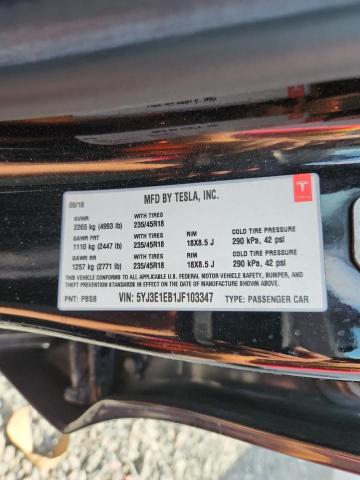 MFD BY TESLA, INC.
09/18
GVWR WITH TIRES
2265 kg (4993 lb) 235/45R18
GAWR FRT WITH TIRES RIM COLD TIRE PRESSURE
1110 kg (2447 lb) 235/45R18 18X8.5 J 290 kPa, 42 psi
GAWR RR WITH TIRES RIM COLD TIRE PRESSURE
1257 kg (2771 lb) 235/45R18 18X8.5 J 290 kPa, 42 psi
THIS VEHICLE CONFORMS TO ALL APPLICABLE FEDERAL MOTOR VEHICLE SAFETY, BUMPER, AND
THEFT PREVENTION STANDARDS IN EFFECT ON THE DATE OF MANUFACTURE SHOWN ABOVE.
PNT: PBSB VIN: 5YJ3E1EB1JF103347 TYPE: PASSENGER CAR